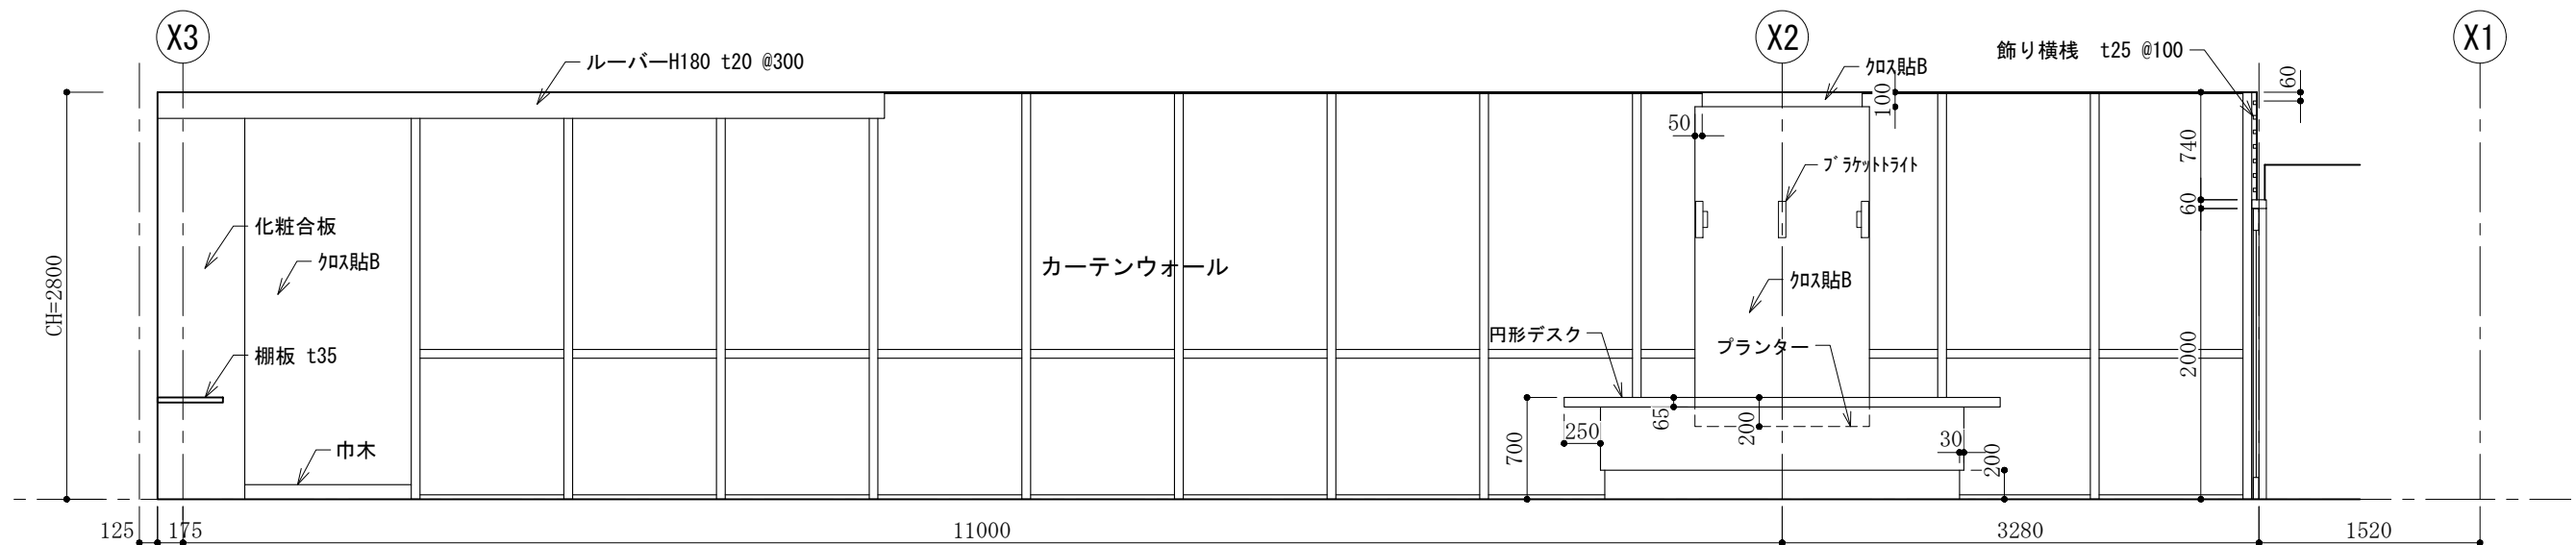 X3
X2
X1
ルーバーH180 t20 @300
クロス貼B
飾り横桟 t25 @100
60
100
50
740
ブラケットトライト
60
化粧合板
クロス貼B
カーテンウォール
CH=2800
クロス貼B
円形デスク
プランター
2000
棚板 t35
65
200
700
250
30
200
巾木
125
175
11000
3280
1520